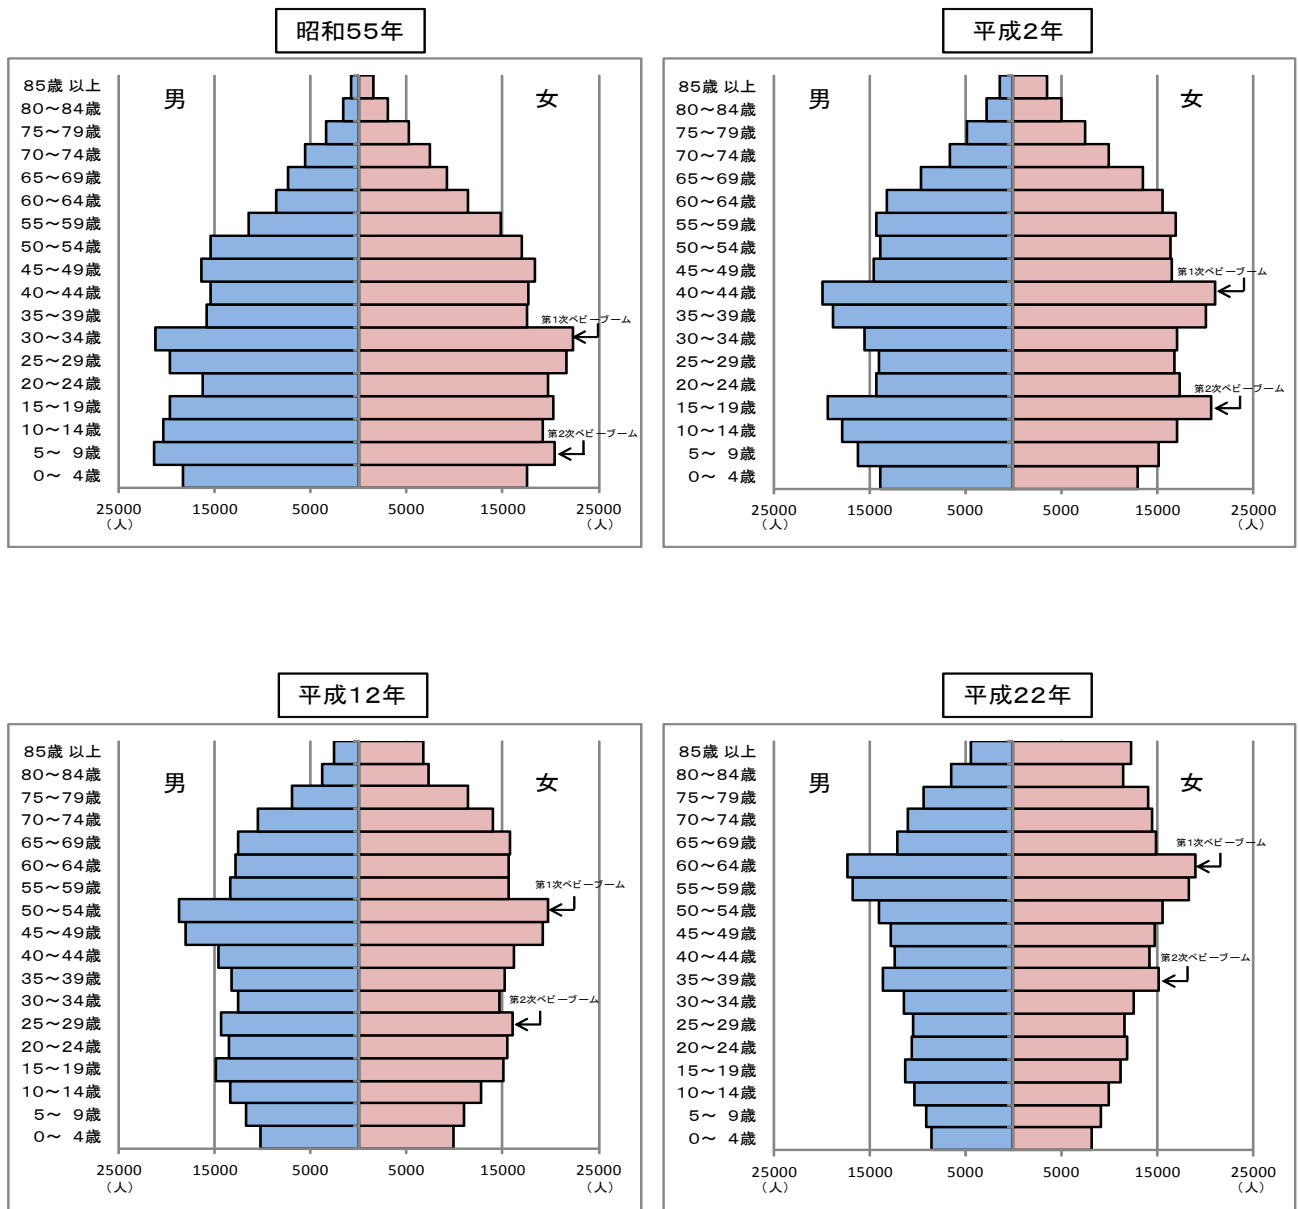 昭和55年
85歳 以上
80～84歳
75～79歳
70～74歳
65～69歳
60～64歳
55～59歳
50～54歳
45～49歳
40～44歳
35～39歳
30～34歳
25～29歳
20～24歳
15～19歳
10～14歳
5～ 9歳
0～ 4歳
男
女
第1次ベビーブーム
第2次ベビーブーム
25000 15000 5000 5000 15000 25000
（人） （人）
平成2年
85歳 以上
80～84歳
75～79歳
70～74歳
65～69歳
60～64歳
55～59歳
50～54歳
45～49歳
40～44歳
35～39歳
30～34歳
25～29歳
20～24歳
15～19歳
10～14歳
5～ 9歳
0～ 4歳
男
女
第1次ベビーブーム
第2次ベビーブーム
25000 15000 5000 5000 15000 25000
（人） （人）
平成12年
85歳 以上
80～84歳
75～79歳
70～74歳
65～69歳
60～64歳
55～59歳
50～54歳
45～49歳
40～44歳
35～39歳
30～34歳
25～29歳
20～24歳
15～19歳
10～14歳
5～ 9歳
0～ 4歳
男
女
第1次ベビーブーム
第2次ベビーブーム
25000 15000 5000 5000 15000 25000
（人） （人）
平成22年
85歳 以上
80～84歳
75～79歳
70～74歳
65～69歳
60～64歳
55～59歳
50～54歳
45～49歳
40～44歳
35～39歳
30～34歳
25～29歳
20～24歳
15～19歳
10～14歳
5～ 9歳
0～ 4歳
男
女
第1次ベビーブーム
第2次ベビーブーム
25000 15000 5000 5000 15000 25000
（人） （人）